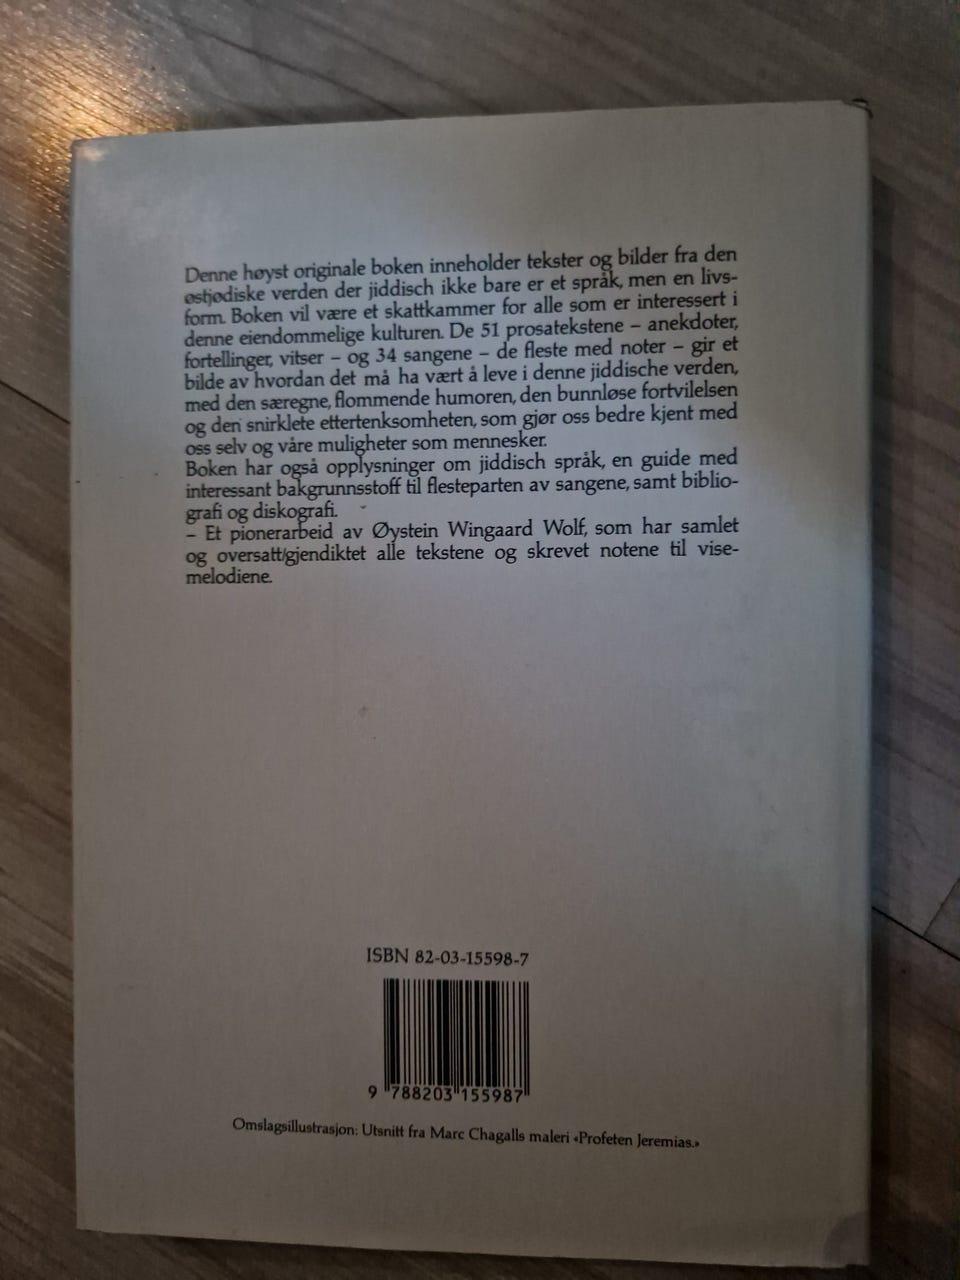 Denne høyst originale boken inneholder tekster og bilder fra den
østjødiske verden der jiddisch ikke bare er et språk, men en livs-
form. Boken vil være et skattkammer for alle som er interessert i
denne eiendommelige kulturen. De 51 prosatekstene – anekdoter,
fortellinger, vitser – og 34 sangene – de fleste med noter – gir et
bilde av hvordan det må ha vært å leve i denne jiddische verden,
med den særegne, flommende humoren, den bunnløse fortvilelsen
og den snirklete ettertenksomheten, som gjør oss bedre kjent med
oss selv og våre muligheter som mennesker.
Boken har også opplysninger om jiddisch språk, en guide med
interessant bakgrunnsstoff til flesteparten av sangene, samt biblio-
grafi og diskografi.
– Et pionerarbeid av Øystein Wingaard Wolf, som har samlet
og oversatt/gjendiktet alle tekstene og skrevet notene til vise-
melodiene.
ISBN 82-03-15598-7
9 788203 155987
Omslagsillustrasjon: Utsnitt fra Marc Chagalls maleri «Profeten Jeremias.»